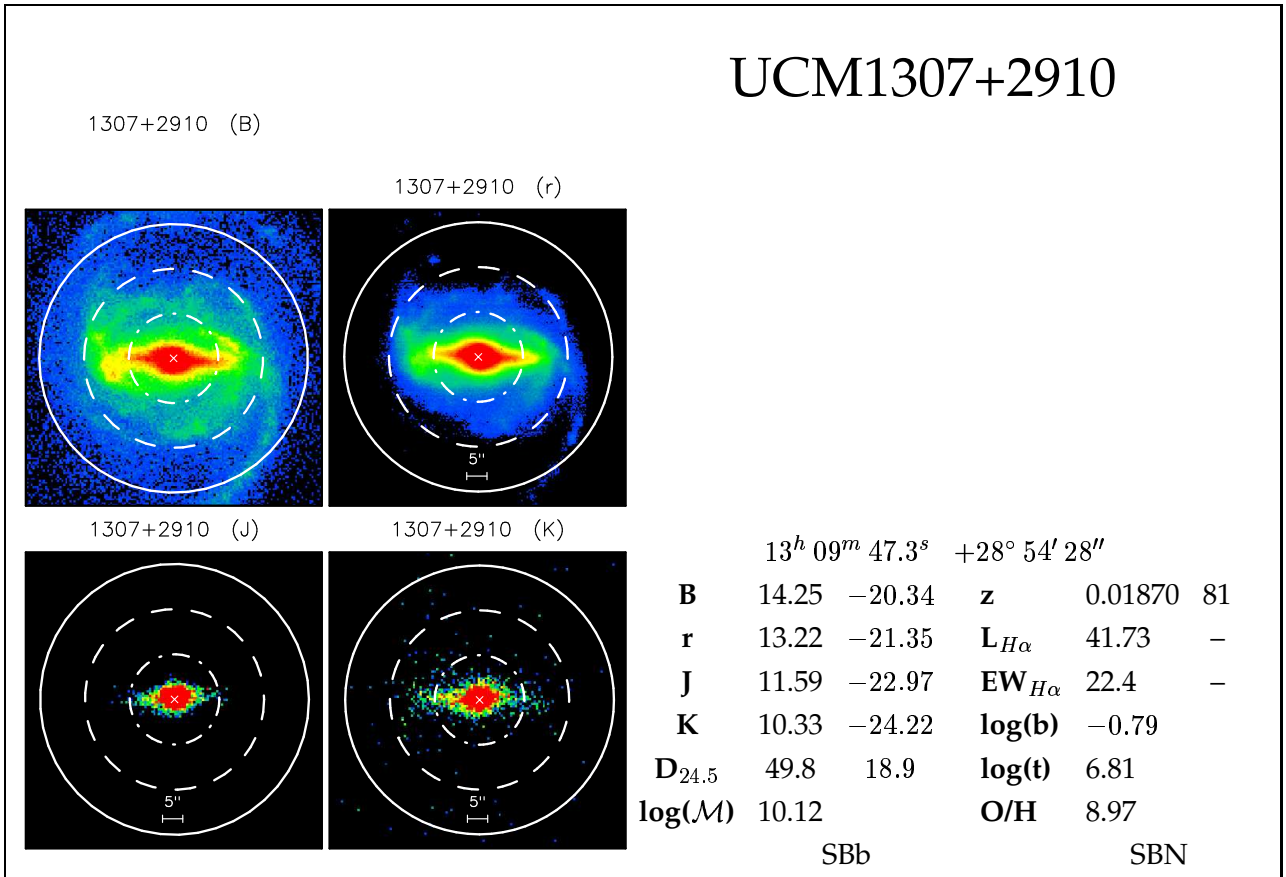 UCM1307+2910
1307+2910 (B)
1307+2910 (r)
5"
1307+2910 (J)
1307+2910 (K)
5"
5"
13ʰ 09ᵐ 47.3ˢ +28° 54′ 28″
B 14.25 −20.34 z 0.01870 81
r 13.22 −21.35 L_Hα 41.73 –
J 11.59 −22.97 EW_Hα 22.4 –
K 10.33 −24.22 log(b) −0.79
D_24.5 49.8 18.9 log(t) 6.81
log(ℳ) 10.12 O/H 8.97
SBb SBN